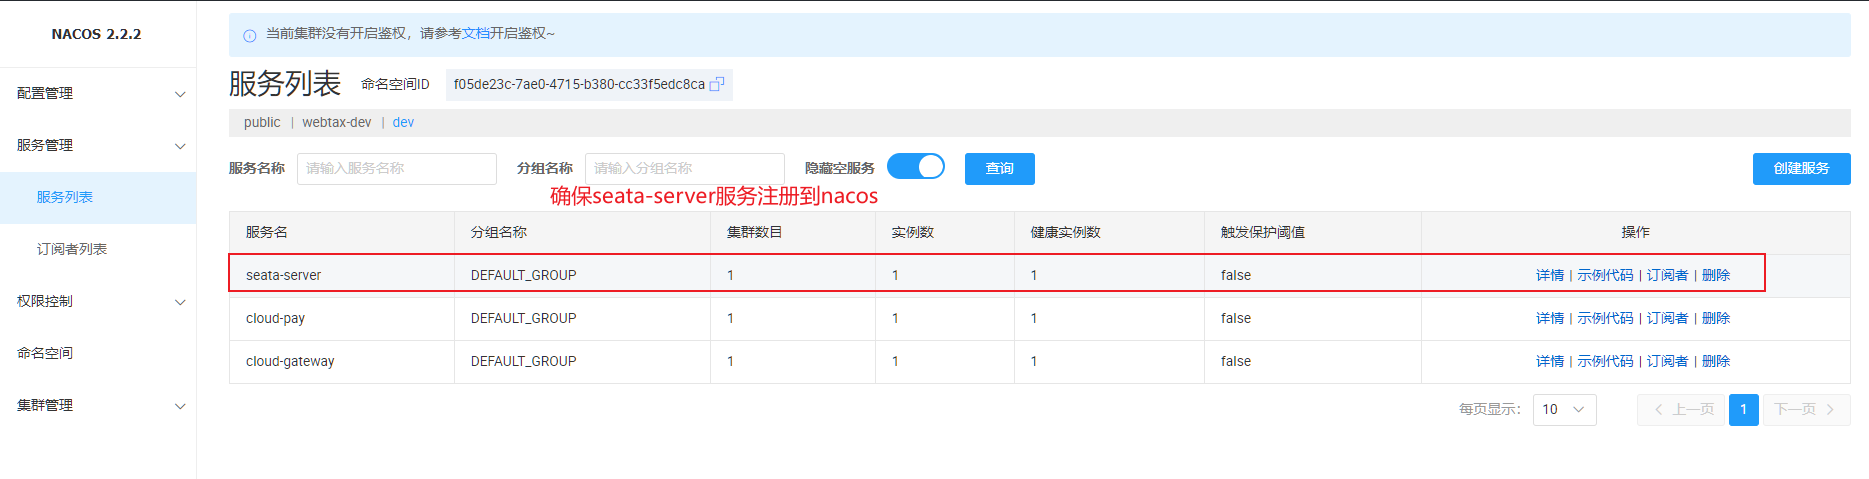 NACOS 2.2.2
配置管理
服务管理
服务列表
订阅者列表
权限控制
命名空间
集群管理
当前集群没有开启鉴权，请参考文档开启鉴权~
服务列表 命名空间ID f05de23c-7ae0-4715-b380-cc33f5edc8ca
public | webtax-dev | dev
服务名称 请输入服务名称 分组名称 请输入分组名称 隐藏空服务 查询 创建服务
确保seata-server服务注册到nacos
服务名 分组名称 集群数目 实例数 健康实例数 触发保护阈值 操作
seata-server DEFAULT_GROUP 1 1 1 false 详情 | 示例代码 | 订阅者 | 删除
cloud-pay DEFAULT_GROUP 1 1 1 false 详情 | 示例代码 | 订阅者 | 删除
cloud-gateway DEFAULT_GROUP 1 1 1 false 详情 | 示例代码 | 订阅者 | 删除
每页显示： 10 上一页 1 下一页